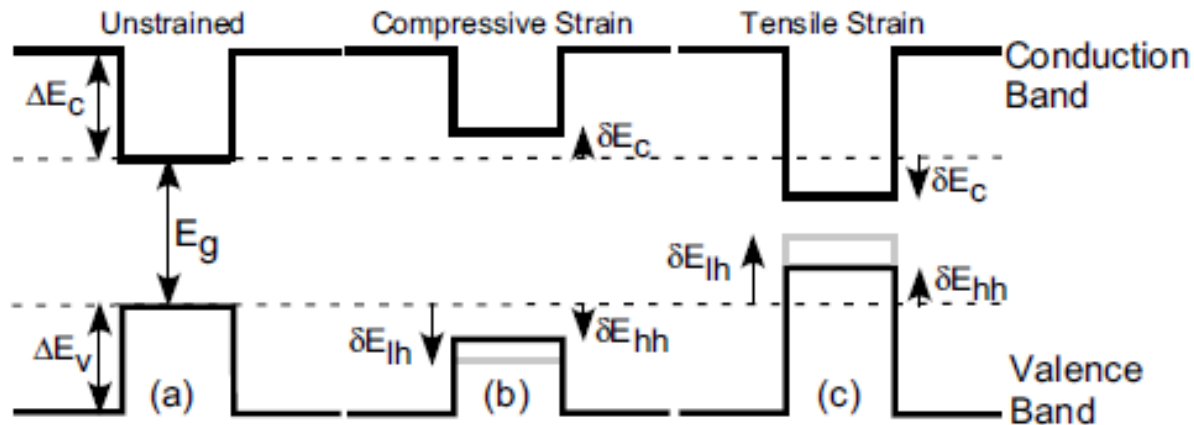 Unstrained
Compressive Strain
Tensile Strain
Conduction
Band
ΔEc
δEc
δEc
Eg
δElh
δEhh
δElh
δEhh
ΔEv
(a)
(b)
(c)
Valence
Band